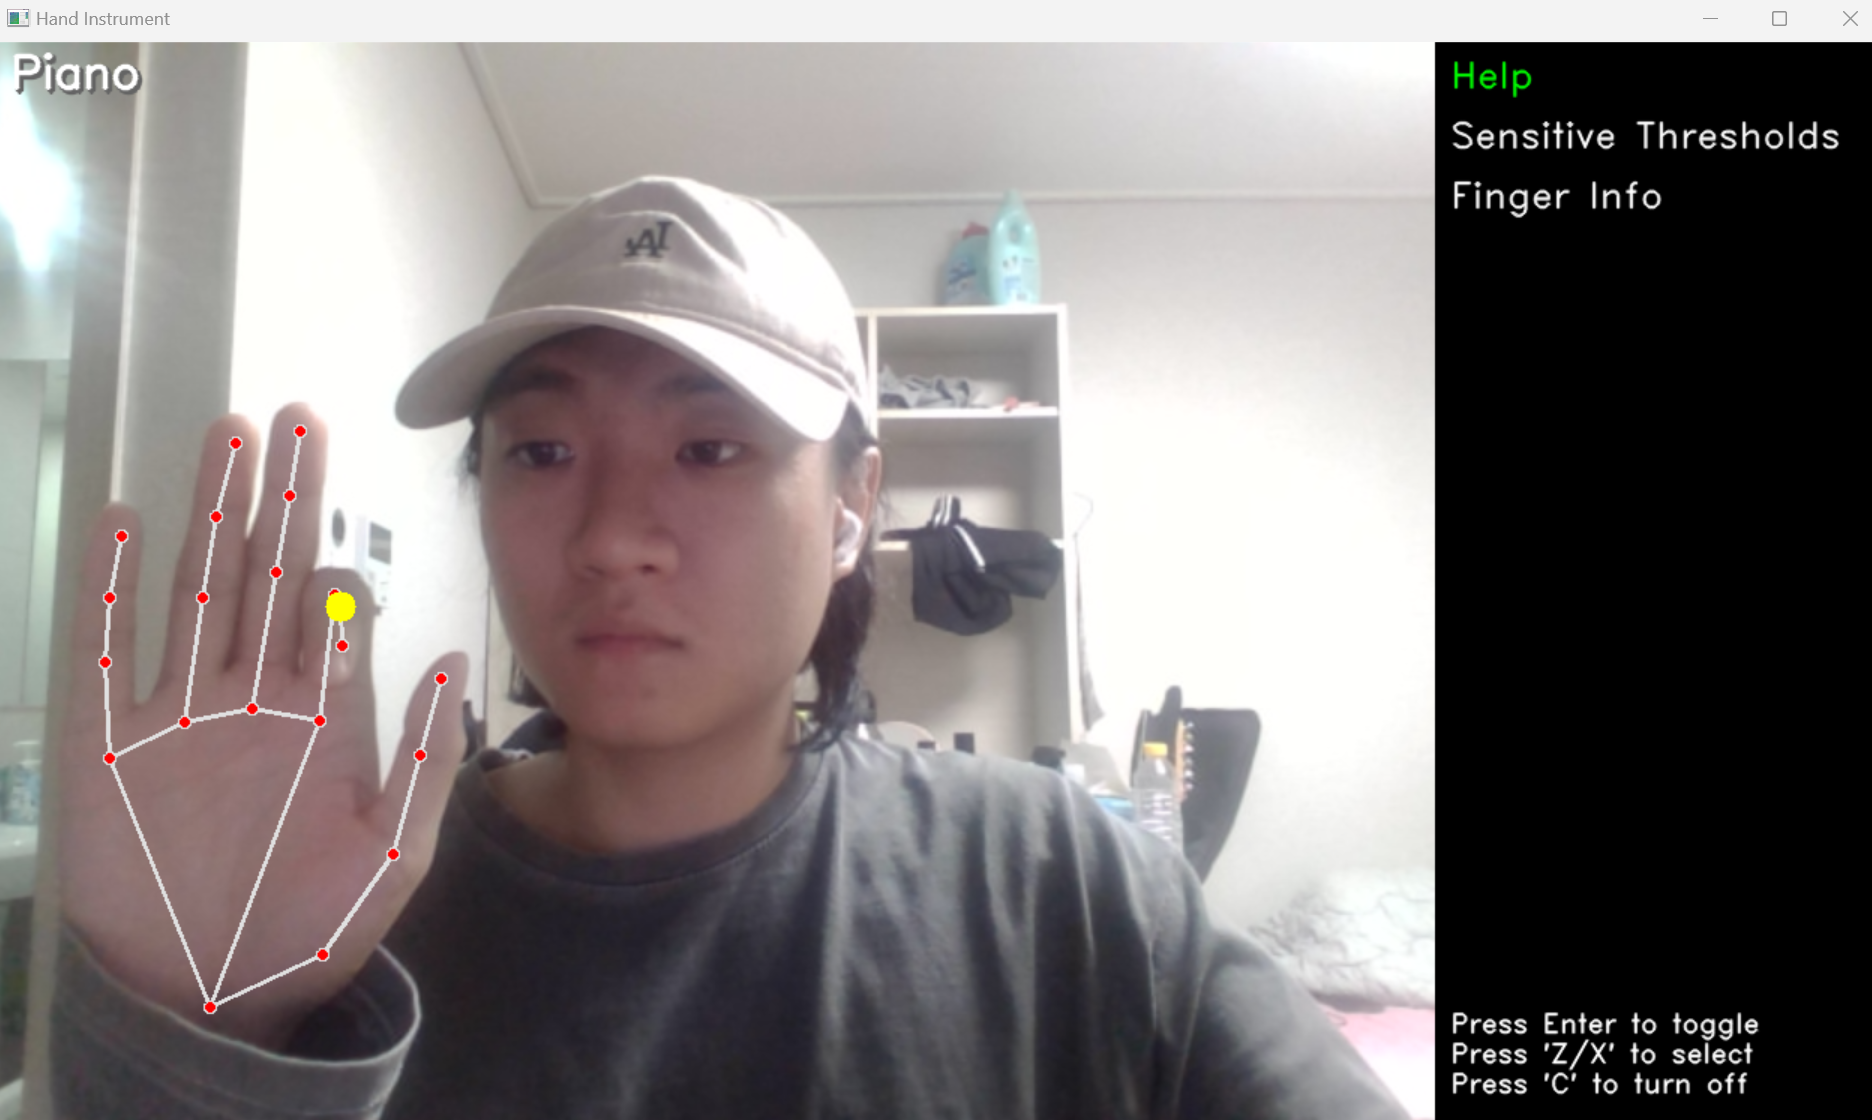 Hand Instrument
Piano
Help
Sensitive Thresholds
Finger Info
Press Enter to toggle
Press 'Z/X' to select
Press 'C' to turn off